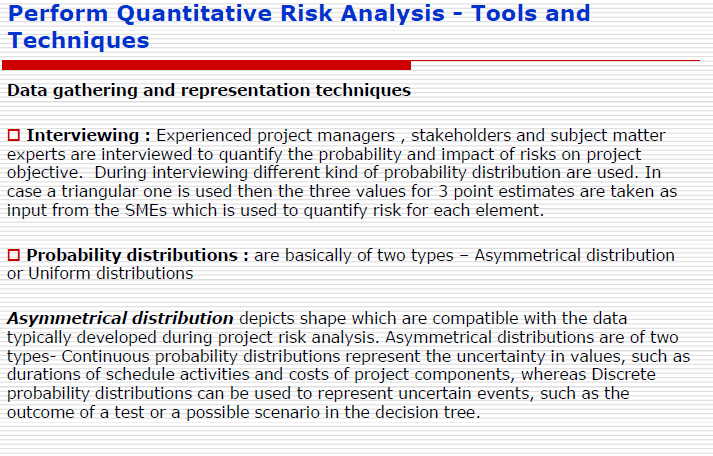 Perform Quantitative Risk Analysis - Tools and
Techniques
Data gathering and representation techniques
Interviewing : Experienced project managers , stakeholders and subject matter
experts are interviewed to quantify the probability and impact of risks on project
objective.  During interviewing different kind of probability distribution are used. In
case a triangular one is used then the three values for 3 point estimates are taken as
input from the SMEs which is used to quantify risk for each element.
Probability distributions : are basically of two types – Asymmetrical distribution
or Uniform distributions
Asymmetrical distribution depicts shape which are compatible with the data
typically developed during project risk analysis. Asymmetrical distributions are of two
types- Continuous probability distributions represent the uncertainty in values, such as
durations of schedule activities and costs of project components, whereas Discrete
probability distributions can be used to represent uncertain events, such as the
outcome of a test or a possible scenario in the decision tree.